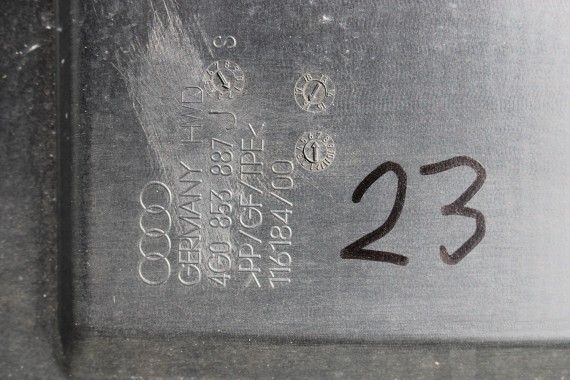 GERMANY HWD
4G0 853 887 J S
>PP/GF/TPE<
116184/00
23